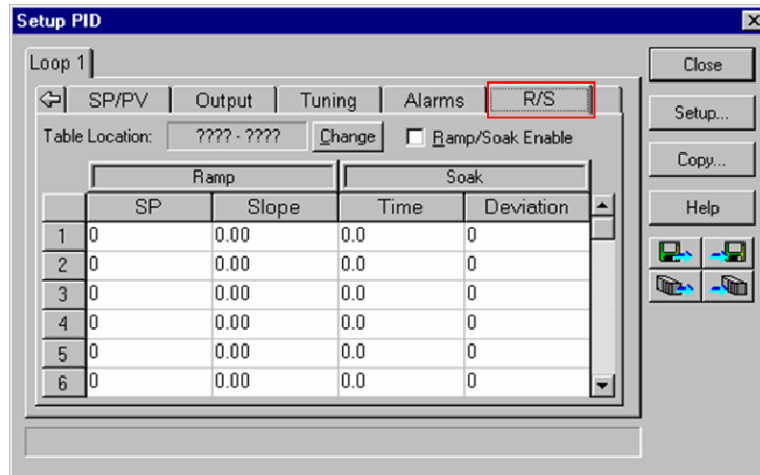 Setup PID
Loop 1
SP/PV Output Tuning Alarms R/S
Table Location: ???? - ???? Change Ramp/Soak Enable
Ramp Soak
SP Slope Time Deviation
1 0 0.00 0.0 0
2 0 0.00 0.0 0
3 0 0.00 0.0 0
4 0 0.00 0.0 0
5 0 0.00 0.0 0
6 0 0.00 0.0 0
Close
Setup...
Copy...
Help